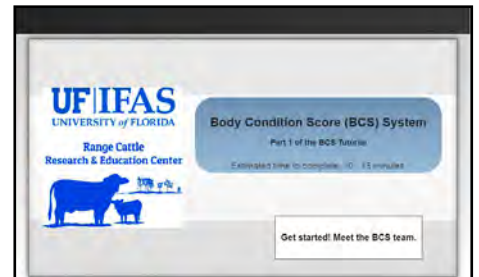 UF|IFAS
UNIVERSITY of FLORIDA
Range Cattle
Research & Education Center
Body Condition Score (BCS) System
Part 1 of the BCS Tutorial
Estimated time to complete: 10 - 15 minutes
Get started! Meet the BCS team.